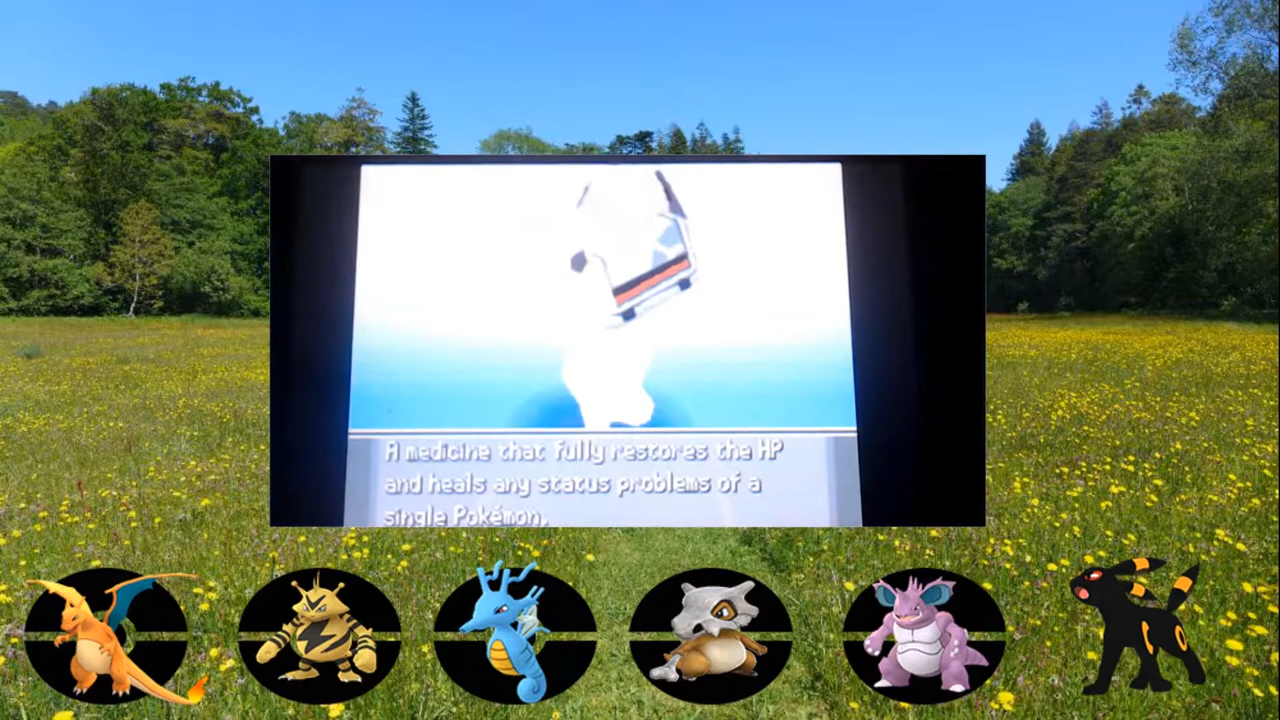 A medicine that fully restores the HP
and heals any status problems of a
single Pokémon.